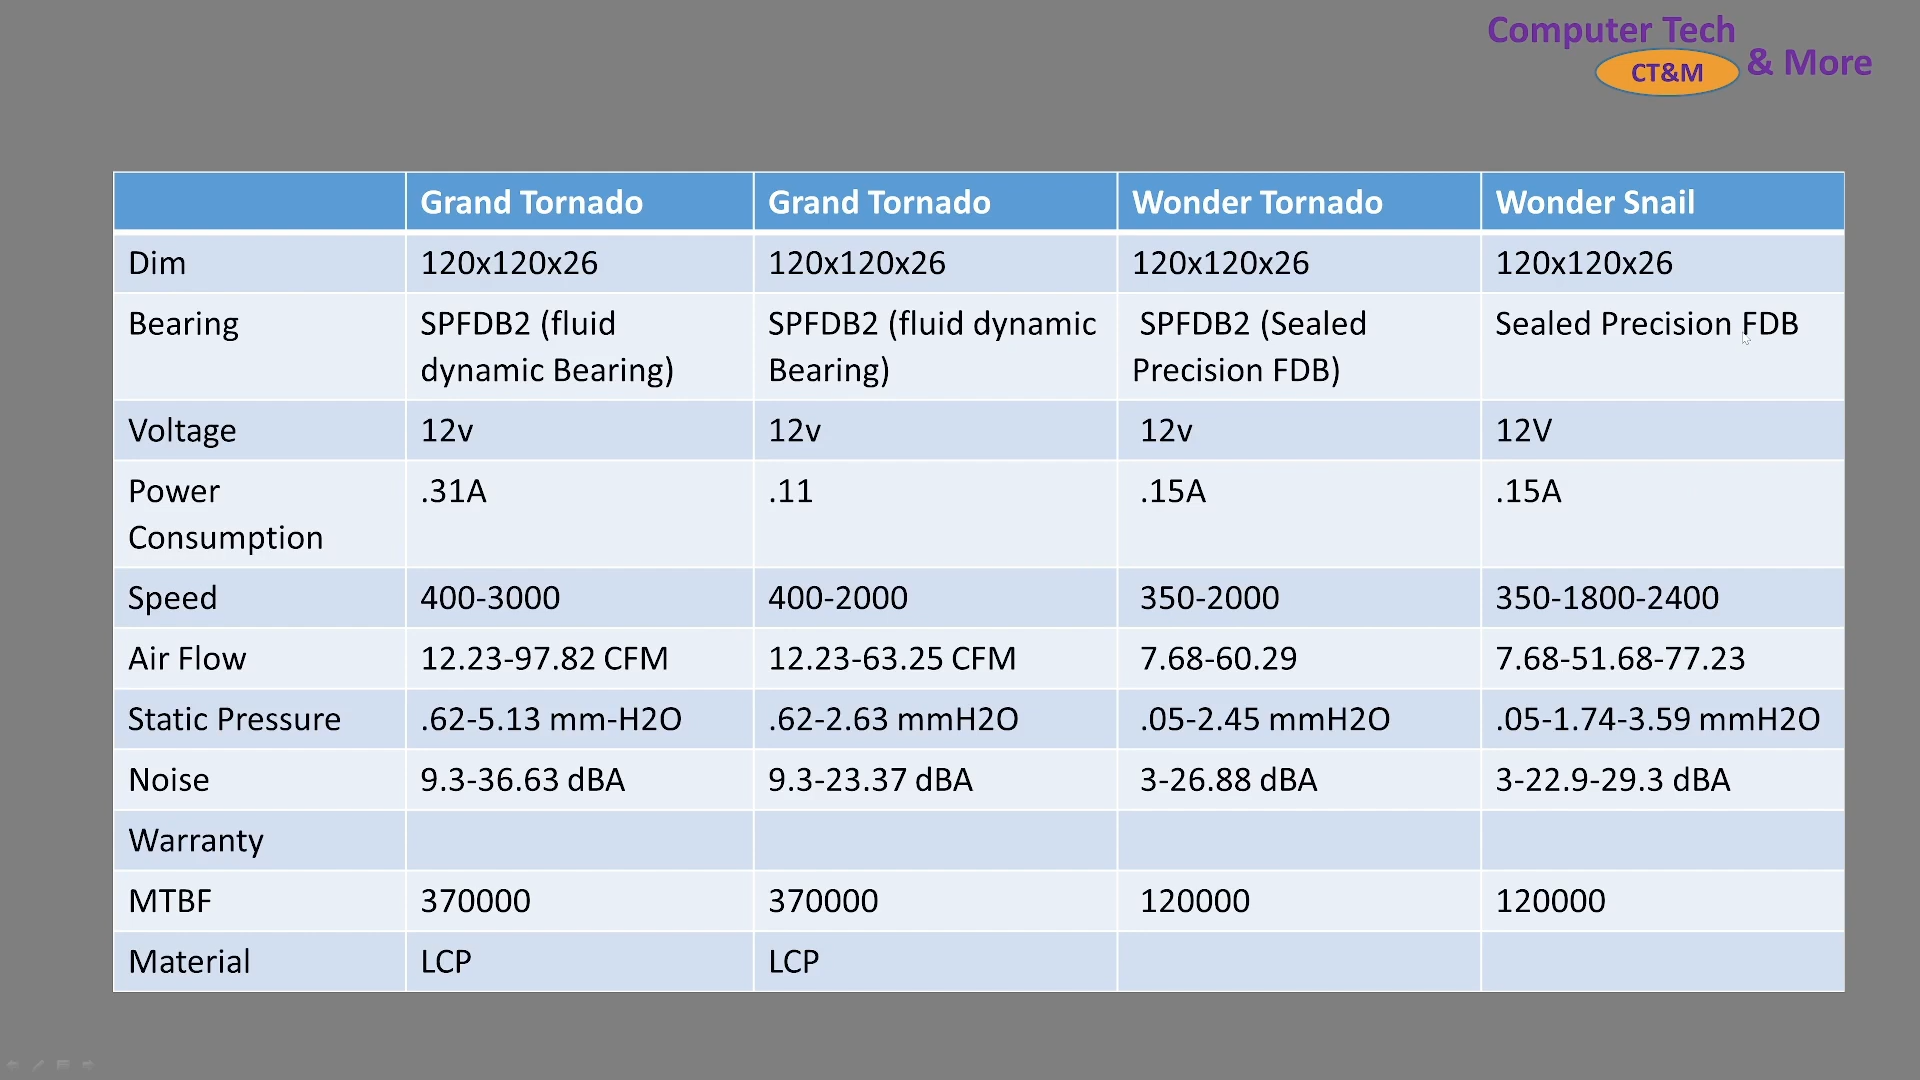 Computer Tech
CT&M
& More
Grand Tornado
Grand Tornado
Wonder Tornado
Wonder Snail
Dim
120x120x26
120x120x26
120x120x26
120x120x26
Bearing
SPFDB2 (fluid
dynamic Bearing)
SPFDB2 (fluid dynamic
Bearing)
SPFDB2 (Sealed
Precision FDB)
Sealed Precision FDB
Voltage
12v
12v
12v
12V
Power
Consumption
.31A
.11
.15A
.15A
Speed
400-3000
400-2000
350-2000
350-1800-2400
Air Flow
12.23-97.82 CFM
12.23-63.25 CFM
7.68-60.29
7.68-51.68-77.23
Static Pressure
.62-5.13 mm-H2O
.62-2.63 mmH2O
.05-2.45 mmH2O
.05-1.74-3.59 mmH2O
Noise
9.3-36.63 dBA
9.3-23.37 dBA
3-26.88 dBA
3-22.9-29.3 dBA
Warranty
MTBF
370000
370000
120000
120000
Material
LCP
LCP